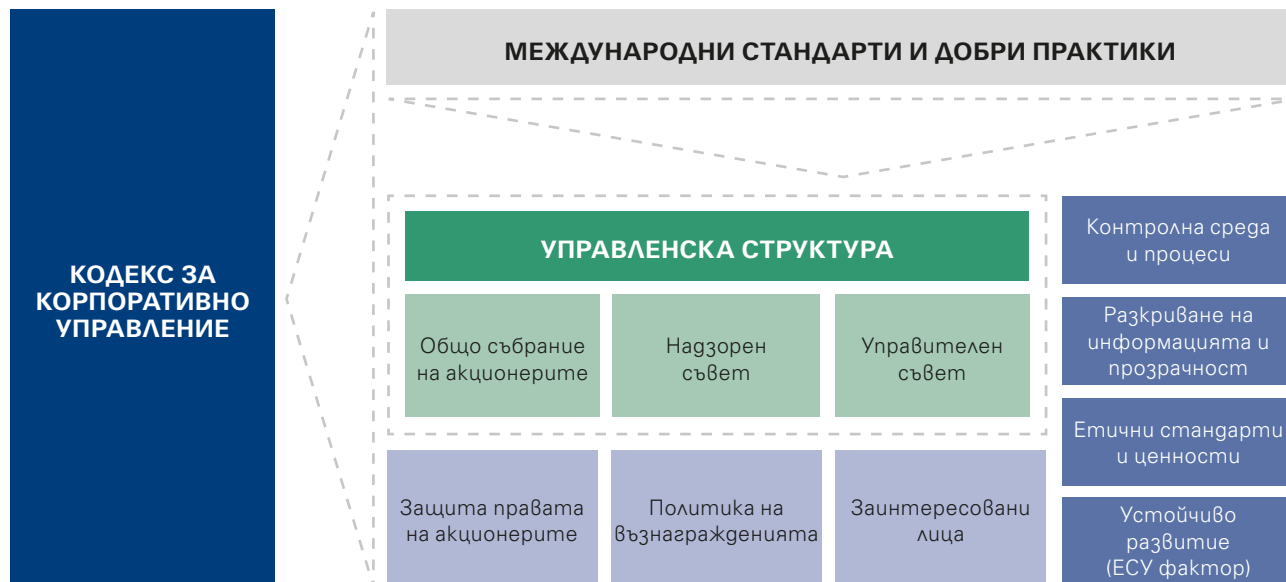 КОДЕКС ЗА
КОРПОРАТИВНО
УПРАВЛЕНИЕ
МЕЖДУНАРОДНИ СТАНДАРТИ И ДОБРИ ПРАКТИКИ
УПРАВЛЕНСКА СТРУКТУРА
Общо събрание
на акционерите
Надзорен
съвет
Управителен
съвет
Защита правата
на акционерите
Политика на
възнагражденията
Заинтересовани
лица
Контролна среда
и процеси
Разкриване на
информацията и
прозрачност
Етични стандарти
и ценности
Устойчиво
развитие
(ЕСУ фактор)